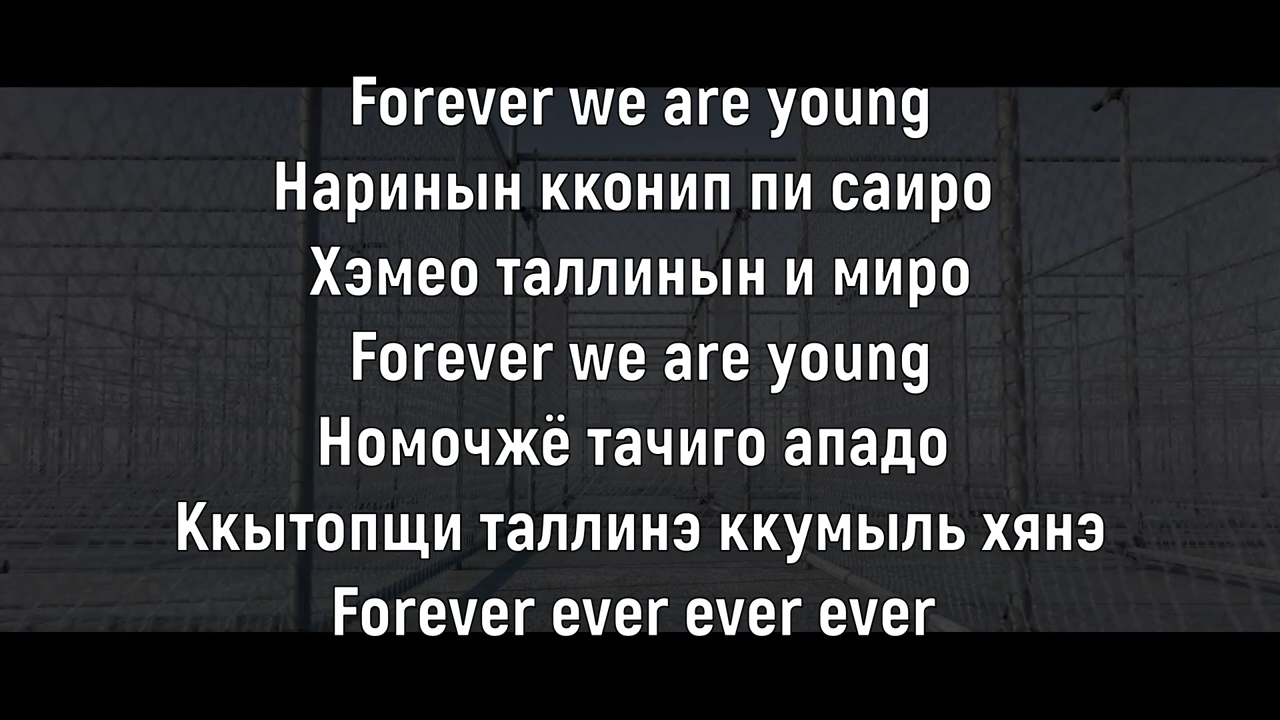 Forever we are young
Наринын кконип пи саиро
Хэмео таллинын и миро
Forever we are young
Номочжё тачиго ападо
Ккытопщи таллинэ ккумыль хянэ
Forever ever ever ever